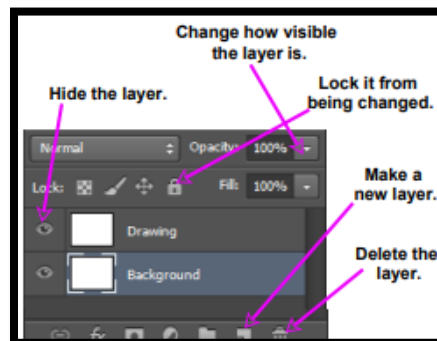 Change how visible
the layer is.
Hide the layer.
Lock it from
being changed.
Normal Opacity: 100%
Lock: Fill: 100%
Make a
new layer.
Drawing
Delete the
layer.
Background
fx